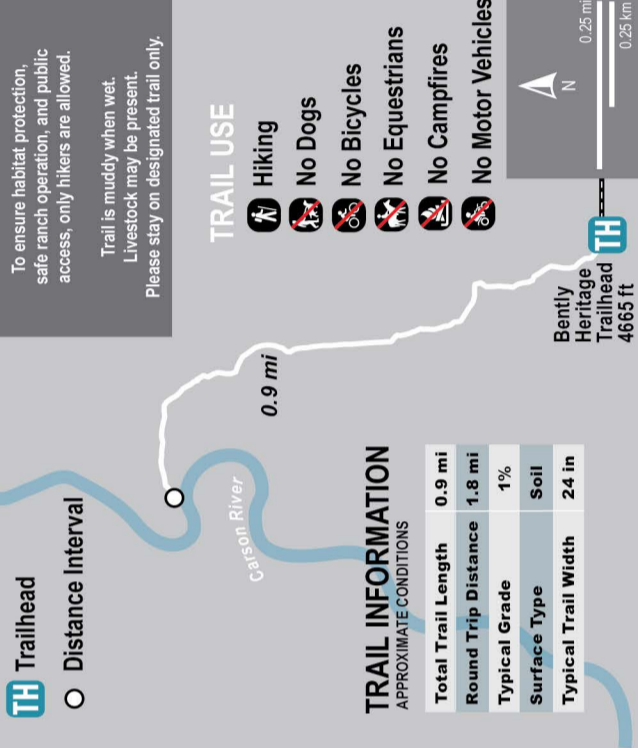 TH Trailhead
Distance Interval
To ensure habitat protection,
safe ranch operation, and public
access, only hikers are allowed.
Trail is muddy when wet.
Livestock may be present.
Please stay on designated trail only.
TRAIL USE
Hiking
No Dogs
No Bicycles
No Equestrians
No Campfires
No Motor Vehicles
Carson River
0.9 mi
TRAIL INFORMATION
APPROXIMATE CONDITIONS
Total Trail Length 0.9 mi
Round Trip Distance 1.8 mi
Typical Grade 1%
Surface Type Soil
Typical Trail Width 24 in
Bently
Heritage
Trailhead
4665 ft
TH
N
0.25 mi
0.25 km